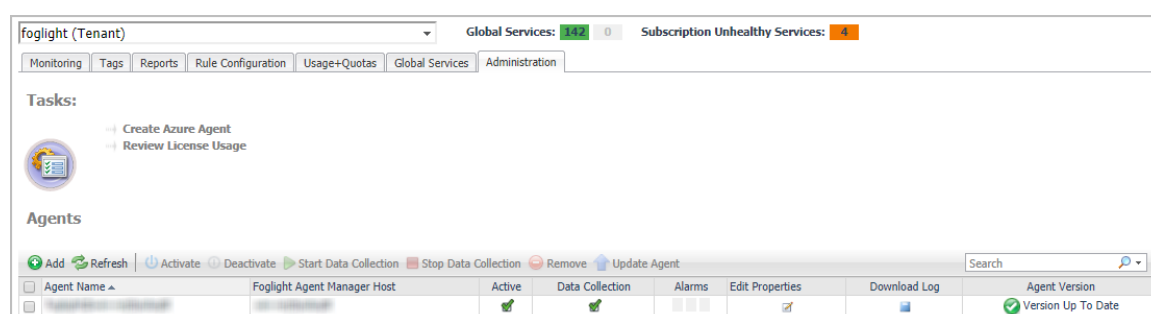 foglight (Tenant) Global Services: 142 0 Subscription Unhealthy Services: 4
Monitoring Tags Reports Rule Configuration Usage+Quotas Global Services Administration
Tasks:
Create Azure Agent
Review License Usage
Agents
Add Refresh Activate Deactivate Start Data Collection Stop Data Collection Remove Update Agent Search
Agent Name Foglight Agent Manager Host Active Data Collection Alarms Edit Properties Download Log Agent Version
Version Up To Date